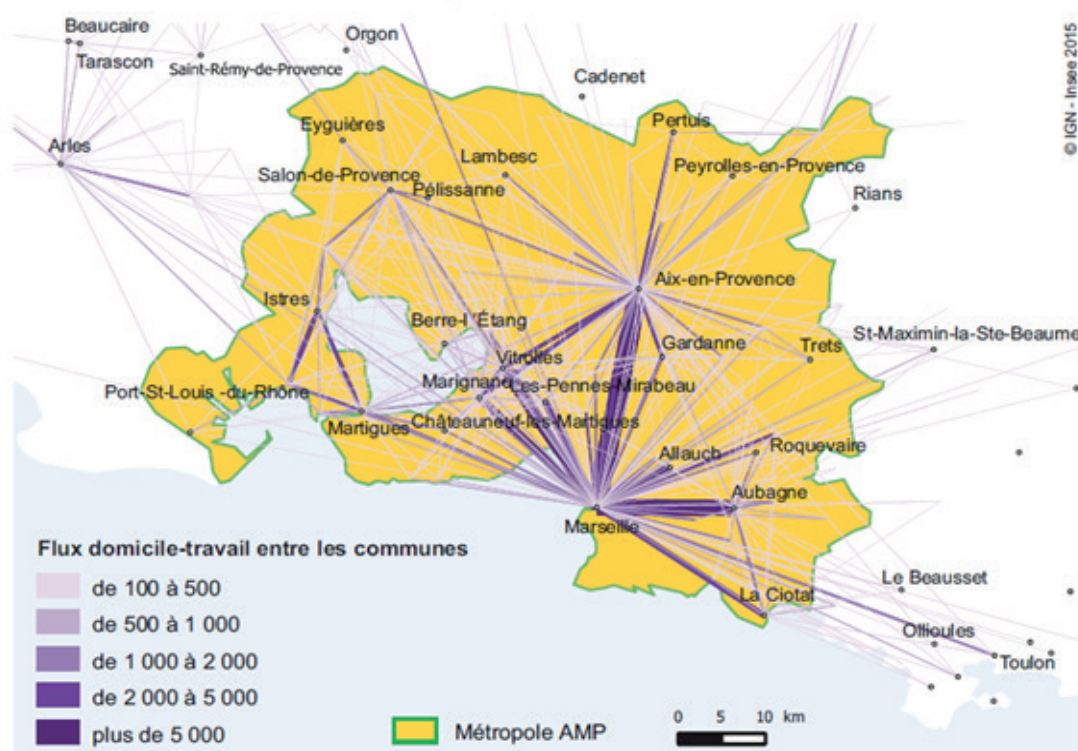 Beaucaire
Tarascon
Saint-Rémy-de-Provence
Orgon
Cadenet
© IGN - Insee 2015
Arles
Eyguières
Salon-de-Provence
Pélissanne
Lambesc
Pertuis
Peyrolles-en-Provence
Rians
Aix-en-Provence
Istres
Berre-l'Étang
Vitrolles
Gardanne
Trets
St-Maximin-la-Ste-Beaume
Port-St-Louis -du-Rhône
Marignane
Les-Pennes-Mirabeau
Martigues
Châteauneuf-les-Martigues
Allauch
Roquevaire
Aubagne
Marseille
La Ciotat
Le Beausset
Ollioules
Toulon
Flux domicile-travail entre les communes
de 100 à 500
de 500 à 1 000
de 1 000 à 2 000
de 2 000 à 5 000
plus de 5 000
Métropole AMP
0 5 10 km